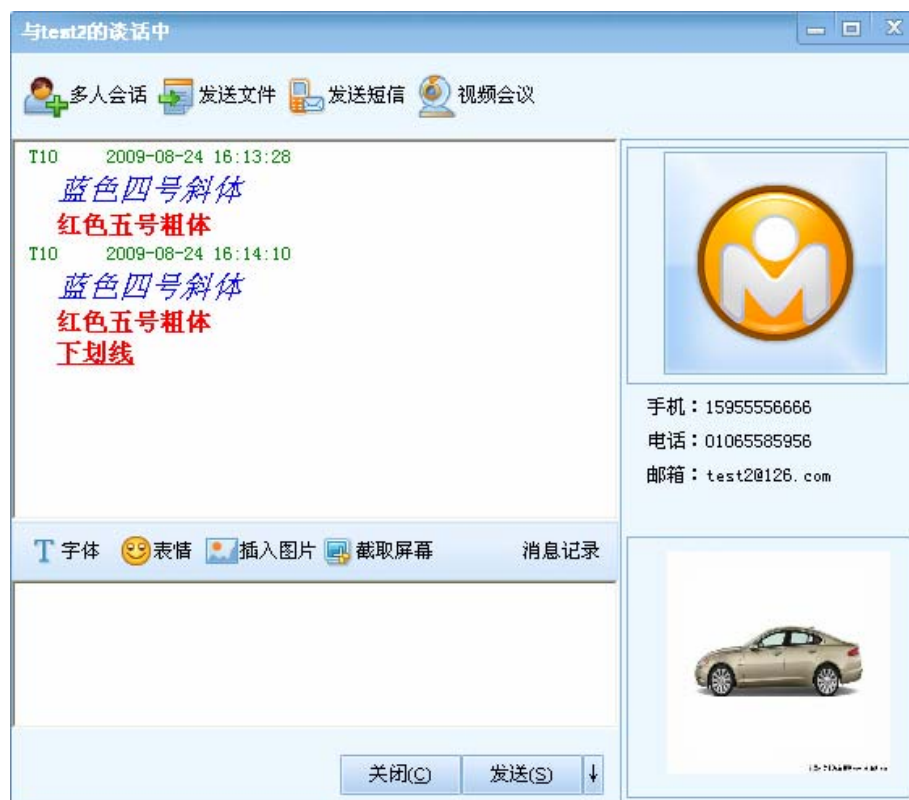 与test2的谈话中
多人会话 发送文件 发送短信 视频会议
T10 2009-08-24 16:13:28
蓝色四号斜体
红色五号粗体
T10 2009-08-24 16:14:10
蓝色四号斜体
红色五号粗体
下划线
手机：15955556666
电话：01065585956
邮箱：test2@126.com
字体 表情 插入图片 截取屏幕 消息记录
关闭(C) 发送(S) ↓